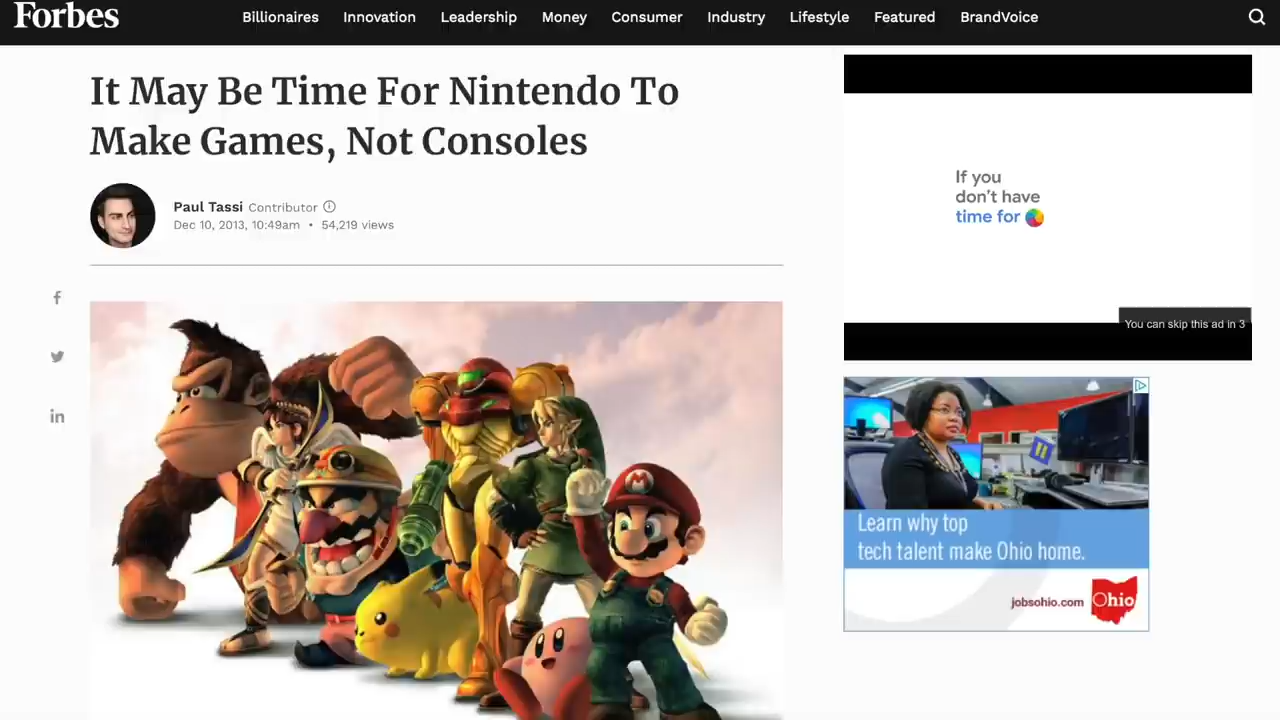 Forbes
Billionaires Innovation Leadership Money Consumer Industry Lifestyle Featured BrandVoice
It May Be Time For Nintendo To
Make Games, Not Consoles
Paul Tassi Contributor
Dec 10, 2013, 10:49am • 54,219 views
If you
don't have
time for
You can skip this ad in 3
Learn why top
tech talent make Ohio home.
jobsohio.com Ohio
M